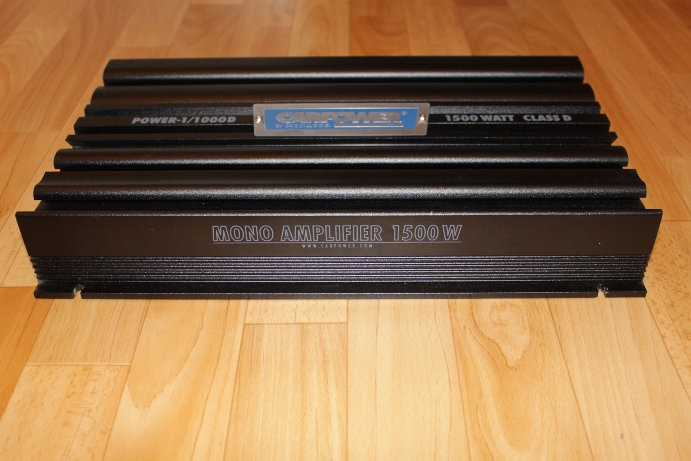 POWER-1/1000D
CARPOWER®
1500 WATT CLASS D
MONO AMPLIFIER 1500 W
WWW.CARPOWER.COM